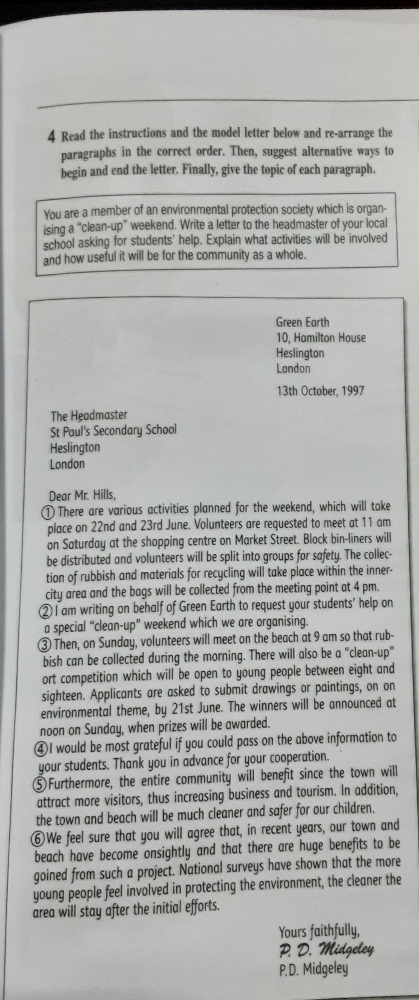 4 Read the instructions and the model letter below and re-arrange the
paragraphs in the correct order. Then, suggest alternative ways to
begin and end the letter. Finally, give the topic of each paragraph.
You are a member of an environmental protection society which is organ-
ising a “clean-up” weekend. Write a letter to the headmaster of your local
school asking for students’ help. Explain what activities will be involved
and how useful it will be for the community as a whole.
Green Earth
10, Hamilton House
Heslington
London
13th October, 1997
The Headmaster
St Paul’s Secondary School
Heslington
London
Dear Mr. Hills,
① There are various activities planned for the weekend, which will take
place on 22nd and 23rd June. Volunteers are requested to meet at 11 am
on Saturday at the shopping centre on Market Street. Block bin-liners will
be distributed and volunteers will be split into groups for safety. The collec-
tion of rubbish and materials for recycling will take place within the inner-
city area and the bags will be collected from the meeting point at 4 pm.
② I am writing on behalf of Green Earth to request your students’ help on
a special “clean-up” weekend which we are organising.
③ Then, on Sunday, volunteers will meet on the beach at 9 am so that rub-
bish can be collected during the morning. There will also be a “clean-up”
art competition which will be open to young people between eight and
sighteen. Applicants are asked to submit drawings or paintings, on an
environmental theme, by 21st June. The winners will be announced at
noon on Sunday, when prizes will be awarded.
④ I would be most grateful if you could pass on the above information to
your students. Thank you in advance for your cooperation.
⑤ Furthermore, the entire community will benefit since the town will
attract more visitors, thus increasing business and tourism. In addition,
the town and beach will be much cleaner and safer for our children.
⑥ We feel sure that you will agree that, in recent years, our town and
beach have become onsightly and that there are huge benefits to be
gained from such a project. National surveys have shown that the more
young people feel involved in protecting the environment, the cleaner the
area will stay after the initial efforts.
Yours faithfully,
P. D. Midgeley
P.D. Midgeley